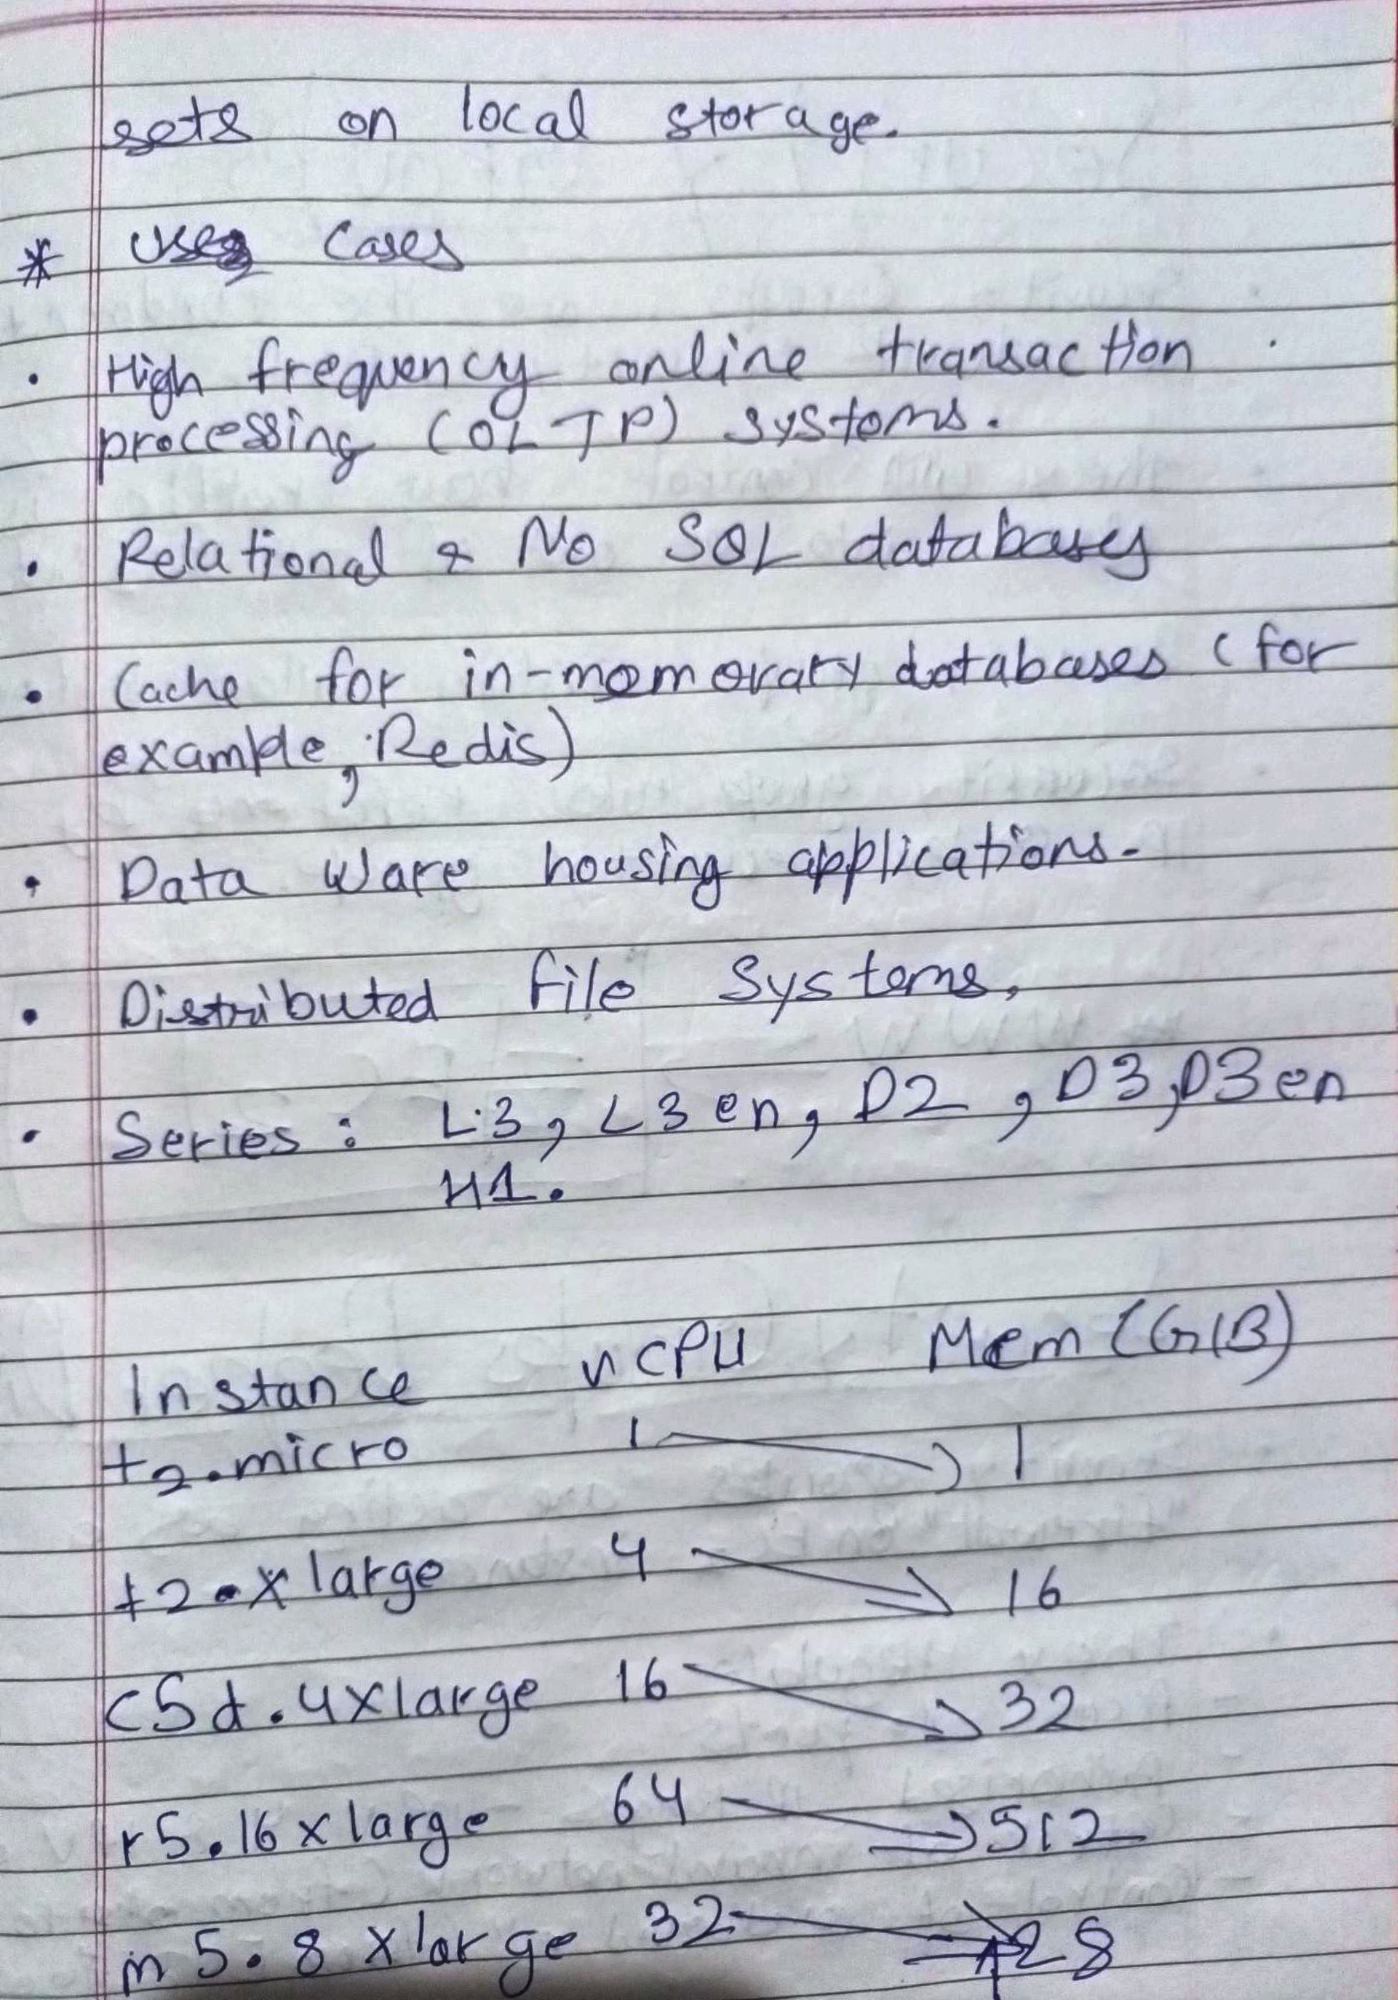 sets on local storage.
* Use Cases
• High frequency online transaction
processing (OLTP) systems.
• Relational & No SQL databases
• Cache for in-memorary databases (for
example, Redis)
• Data Ware housing applications.
• Distributed file Systems,
• Series : L3, L3en, D2, D3, D3en
H1.
Instance vCPU Mem (GiB)
t2.micro 1 → 1
t2.xlarge 4 → 16
c5d.4xlarge 16 → 32
r5.16xlarge 64 → 512
m5.8xlarge 32 → 128